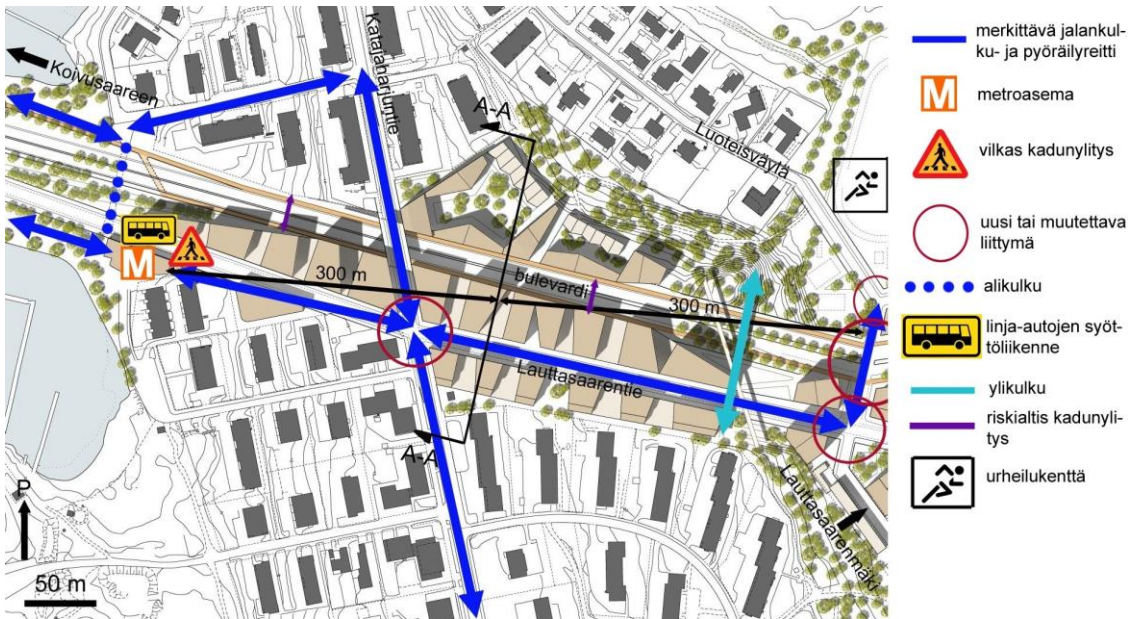 Koivusaareen
Katajaharjuntie
A-A
Luoteisväylä
M
300 m
bulevardi
300 m
Lauttasaarentie
A-A
Lauttasaarenmäki
P
50 m
merkittävä jalankul-
ku- ja pyöräilyreitti
M
metroasema
vilkas kadunylitys
uusi tai muutettava
liittymä
alikulku
linja-autojen syöt-
töliikenne
ylikulku
riskialtis kadunyli-
tys
urheilukenttä